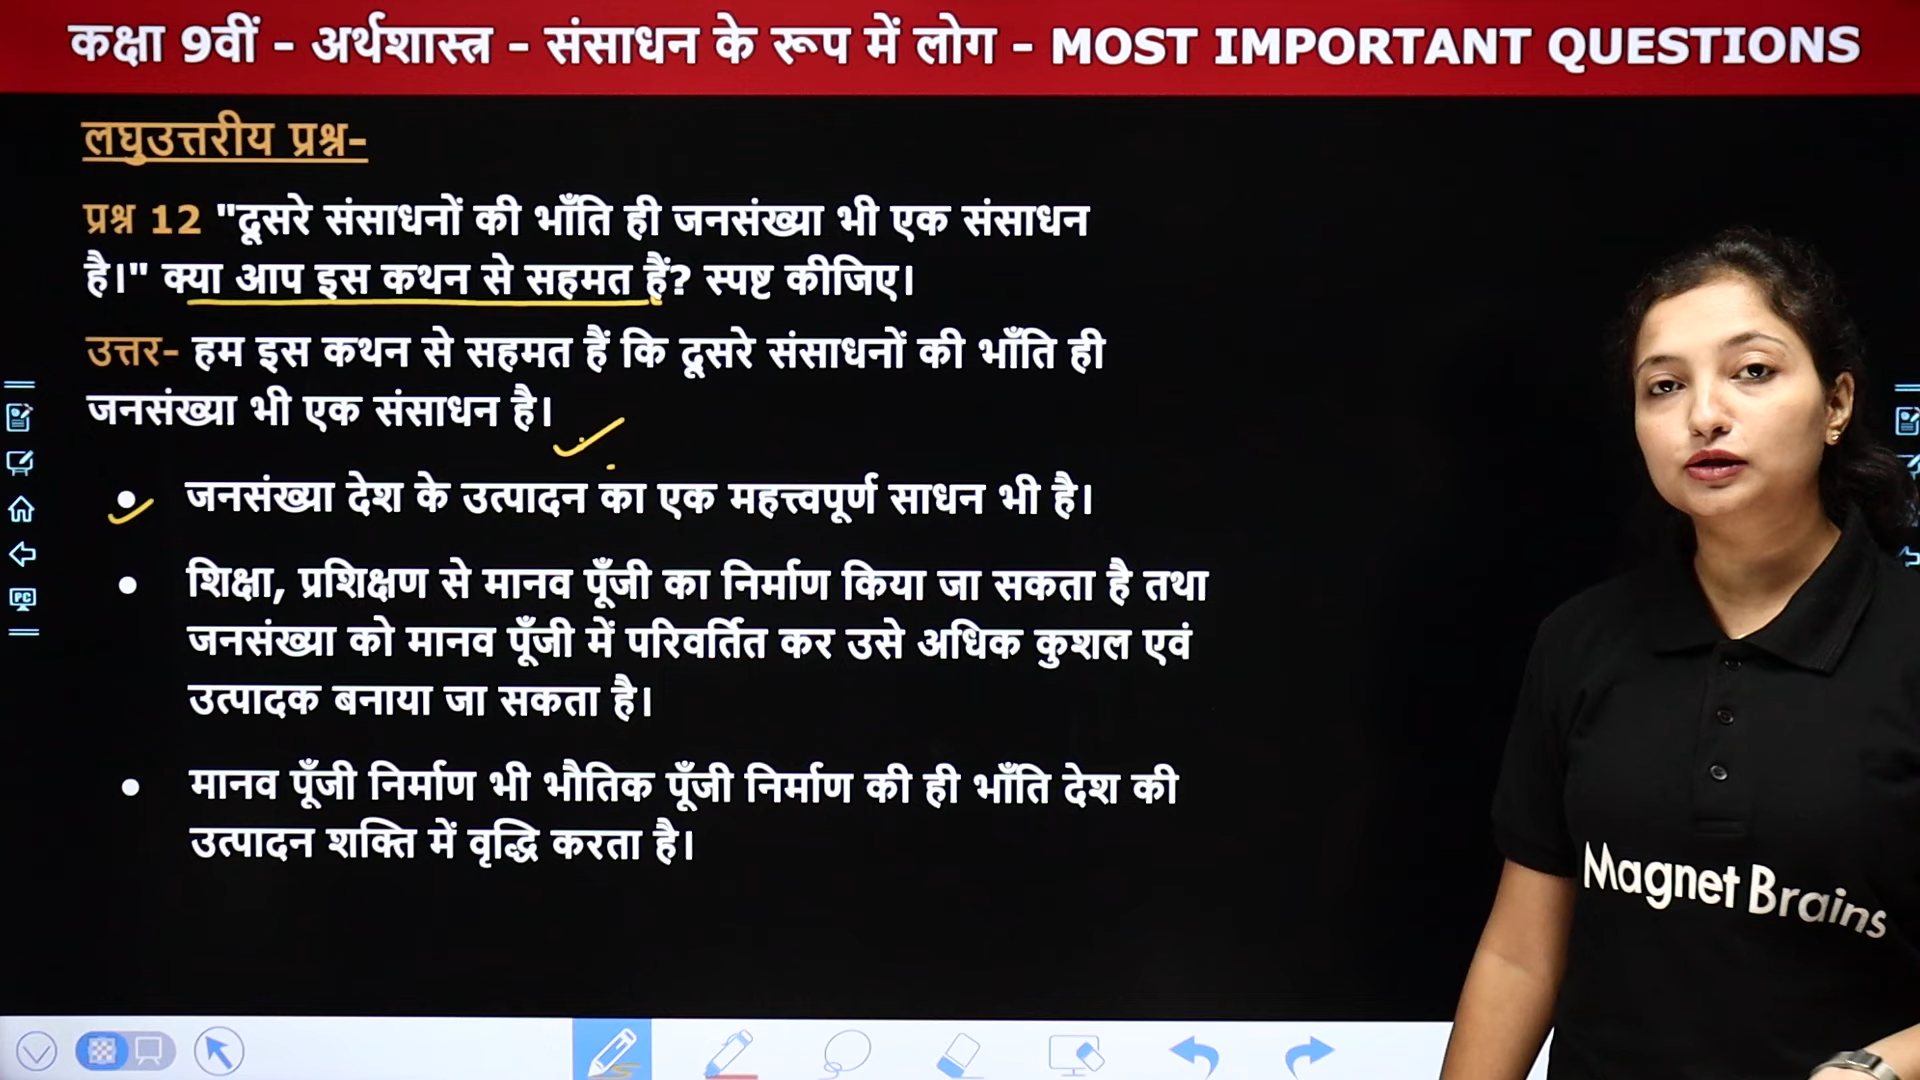 कक्षा 9वीं – अर्थशास्त्र – संसाधन के रूप में लोग – MOST IMPORTANT QUESTIONS
लघुउत्तरीय प्रश्न-
प्रश्न 12 "दूसरे संसाधनों की भाँति ही जनसंख्या भी एक संसाधन
है।" क्या आप इस कथन से सहमत हैं? स्पष्ट कीजिए।
उत्तर- हम इस कथन से सहमत हैं कि दूसरे संसाधनों की भाँति ही
जनसंख्या भी एक संसाधन है।
• जनसंख्या देश के उत्पादन का एक महत्त्वपूर्ण साधन भी है।
• शिक्षा, प्रशिक्षण से मानव पूँजी का निर्माण किया जा सकता है तथा
जनसंख्या को मानव पूँजी में परिवर्तित कर उसे अधिक कुशल एवं
उत्पादक बनाया जा सकता है।
• मानव पूँजी निर्माण भी भौतिक पूँजी निर्माण की ही भाँति देश की
उत्पादन शक्ति में वृद्धि करता है।
PC
Magnet Brains